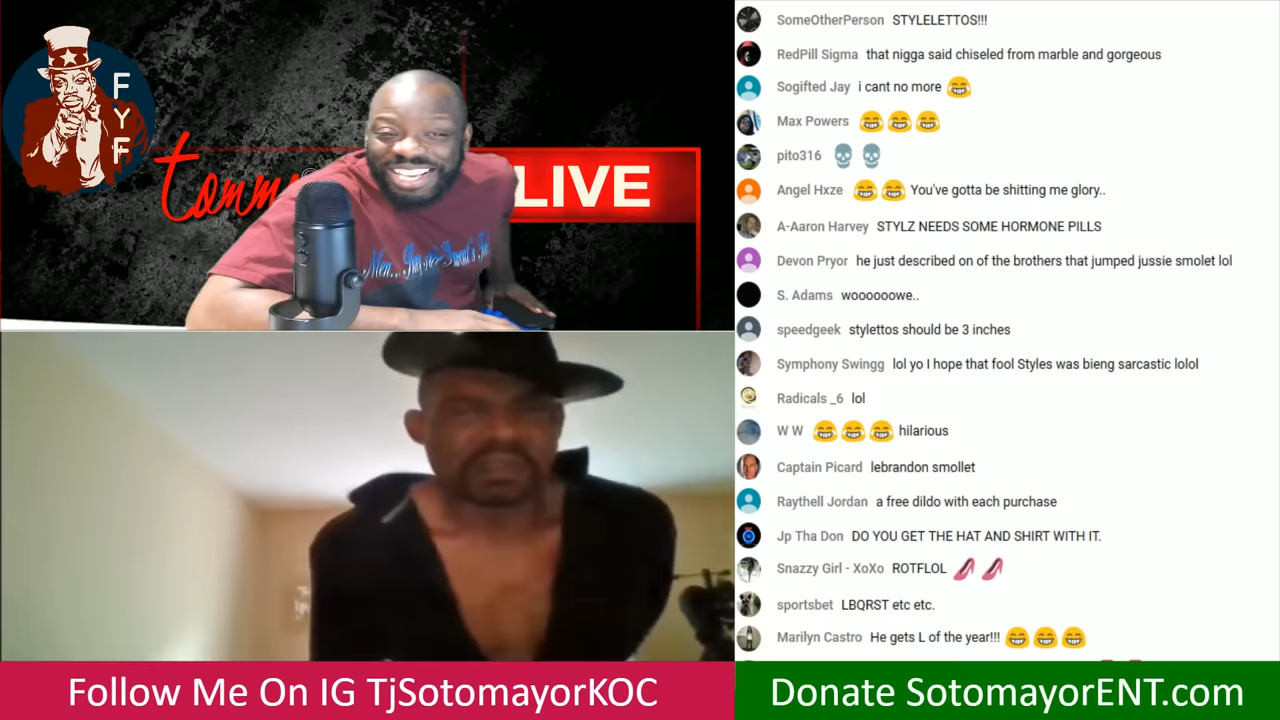 FYF
tommy
LIVE
SomeOtherPerson STYLELETTOS!!!
RedPill Sigma that nigga said chiseled from marble and gorgeous
Sogifted Jay i cant no more 😂
Max Powers 😂 😂 😂
pito316 💀 💀
Angel Hxze 😂 😂 You've gotta be shitting me glory..
A-Aaron Harvey STYLZ NEEDS SOME HORMONE PILLS
Devon Pryor he just described on of the brothers that jumped jussie smolet lol
S. Adams woooooowe..
speedgeek stylettos should be 3 inches
Symphony Swingg lol yo I hope that fool Styles was bieng sarcastic lolol
Radicals _6 lol
W W 😂 😂 😂 hilarious
Captain Picard lebrandon smollet
Raythell Jordan a free dildo with each purchase
Jp Tha Don DO YOU GET THE HAT AND SHIRT WITH IT.
Snazzy Girl - XoXo ROTFLOL 👠 👠
sportsbet LBQRST etc etc.
Marilyn Castro He gets L of the year!!! 😂 😂 😂
Follow Me On IG TjSotomayorKOC
Donate SotomayorENT.com